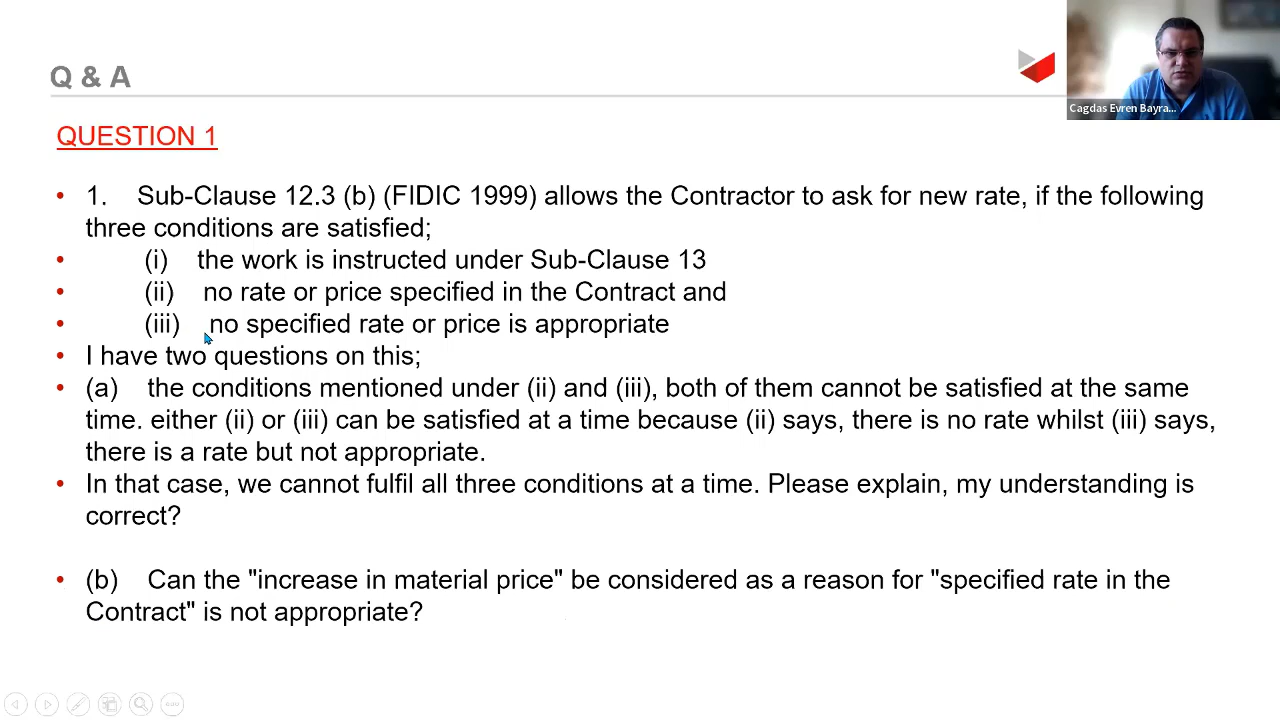 Q & A
Cagdas Evren Bayra...
QUESTION 1
• 1. Sub-Clause 12.3 (b) (FIDIC 1999) allows the Contractor to ask for new rate, if the following
three conditions are satisfied;
• (i) the work is instructed under Sub-Clause 13
• (ii) no rate or price specified in the Contract and
• (iii) no specified rate or price is appropriate
• I have two questions on this;
• (a) the conditions mentioned under (ii) and (iii), both of them cannot be satisfied at the same
time. either (ii) or (iii) can be satisfied at a time because (ii) says, there is no rate whilst (iii) says,
there is a rate but not appropriate.
• In that case, we cannot fulfil all three conditions at a time. Please explain, my understanding is
correct?
• (b) Can the "increase in material price" be considered as a reason for "specified rate in the
Contract" is not appropriate?